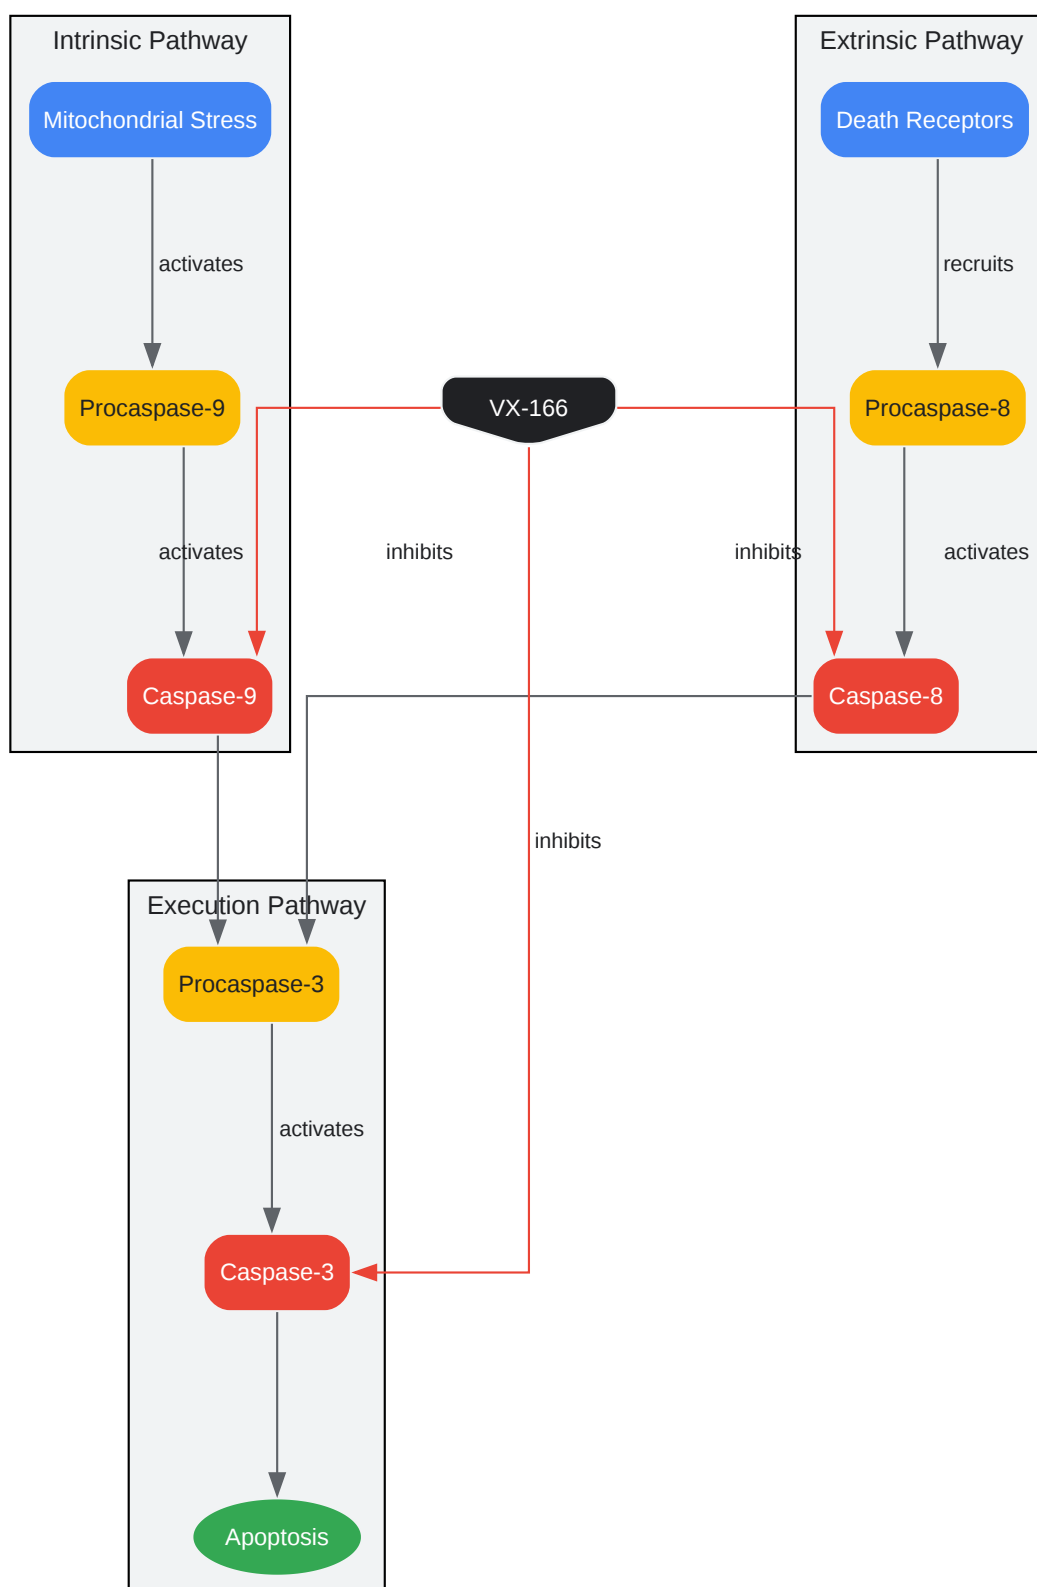 Intrinsic Pathway
Extrinsic Pathway
Mitochondrial Stress
Death Receptors
activates
recruits
Procaspase-9
VX-166
Procaspase-8
activates
inhibits
inhibits
activates
Caspase-9
Caspase-8
inhibits
Execution Pathway
Procaspase-3
activates
Caspase-3
Apoptosis